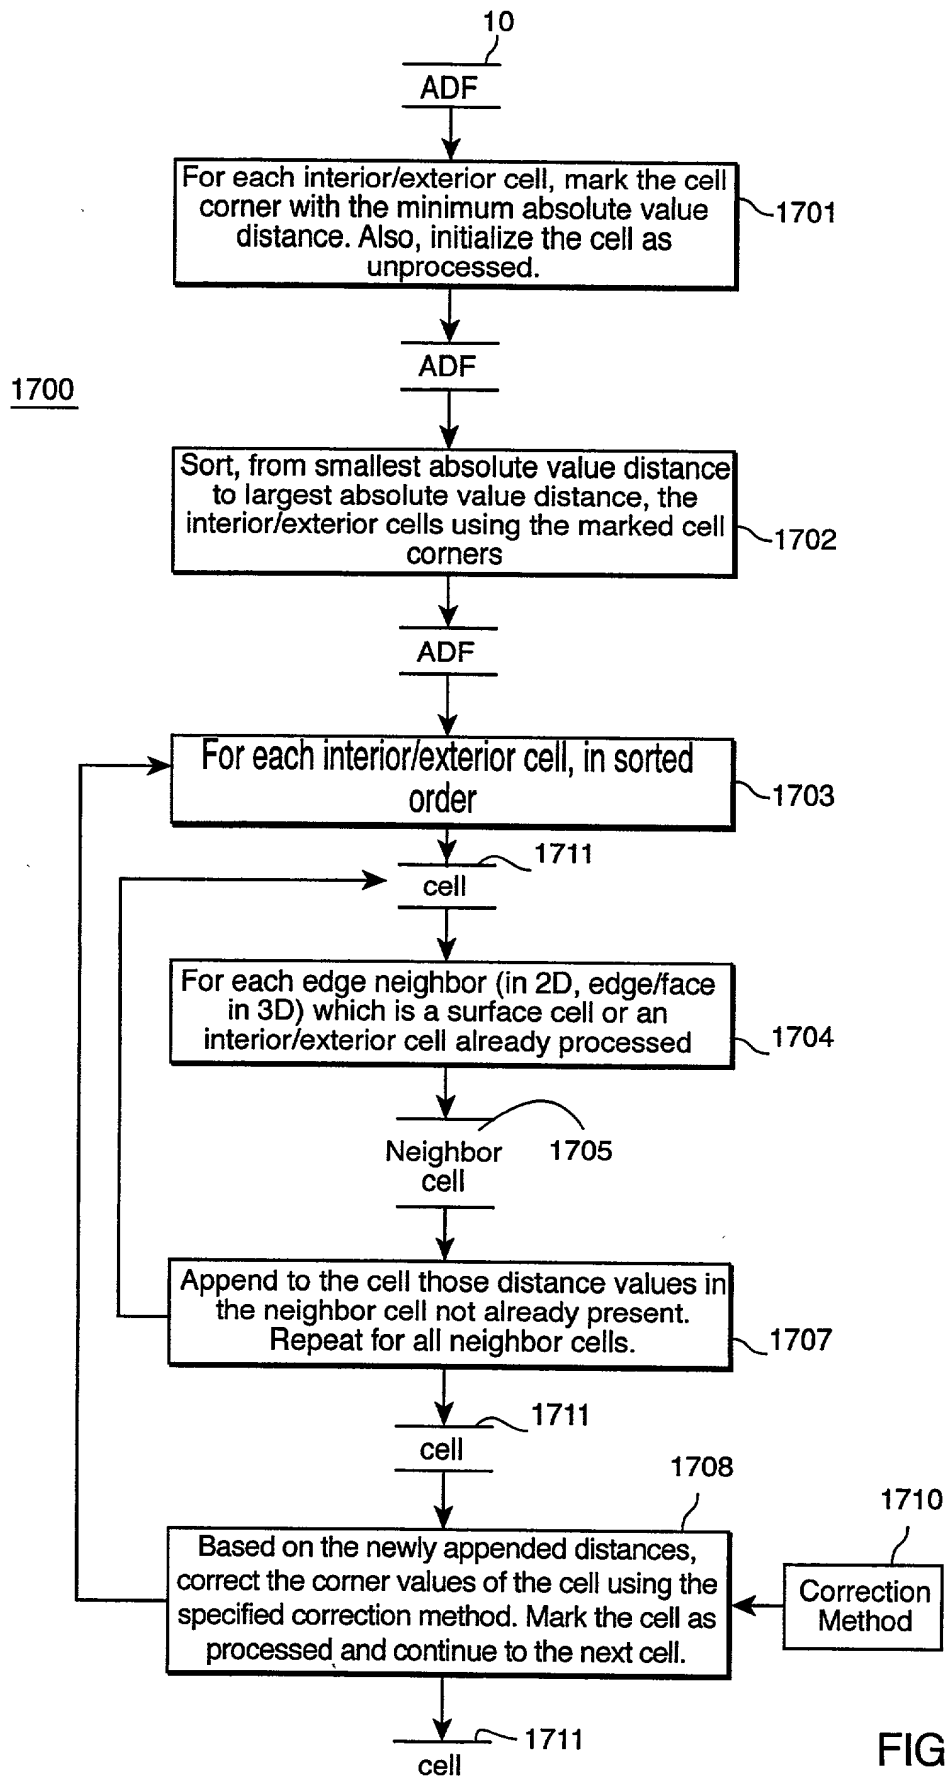 10
ADF
For each interior/exterior cell, mark the cell
corner with the minimum absolute value
distance. Also, initialize the cell as
unprocessed.
1701
ADF
1700
Sort, from smallest absolute value distance
to largest absolute value distance, the
interior/exterior cells using the marked cell
corners
1702
ADF
For each interior/exterior cell, in sorted
order
1703
1711
cell
For each edge neighbor (in 2D, edge/face
in 3D) which is a surface cell or an
interior/exterior cell already processed
1704
1705
Neighbor
cell
Append to the cell those distance values in
the neighbor cell not already present.
Repeat for all neighbor cells.
1707
1711
cell
1708
1710
Based on the newly appended distances,
correct the corner values of the cell using the
specified correction method. Mark the cell as
processed and continue to the next cell.
Correction
Method
1711
cell
FIG